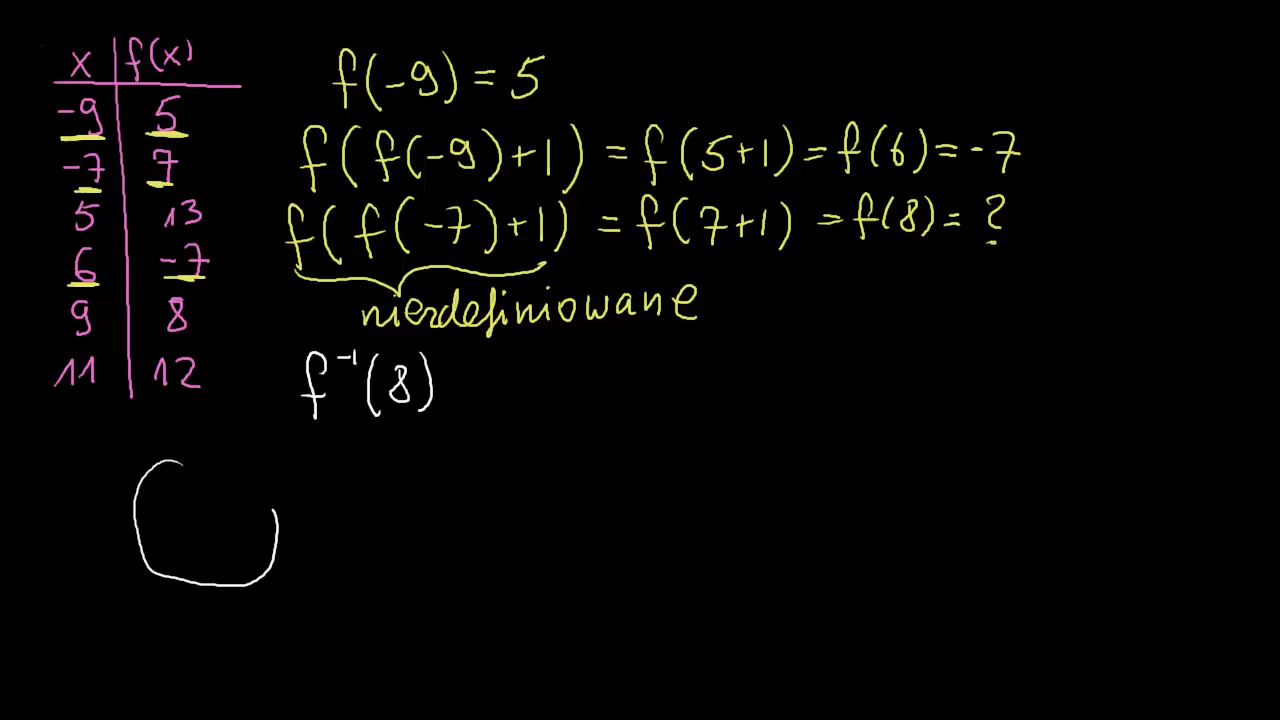 x f(x)
-9 5
-7 7
5 13
6 -7
9 8
11 12
f(-9) = 5
f(f(-9)+1) = f(5+1) = f(6) = -7
f(f(-7)+1) = f(7+1) = f(8) = ?
niezdefiniowane
f⁻¹(8)